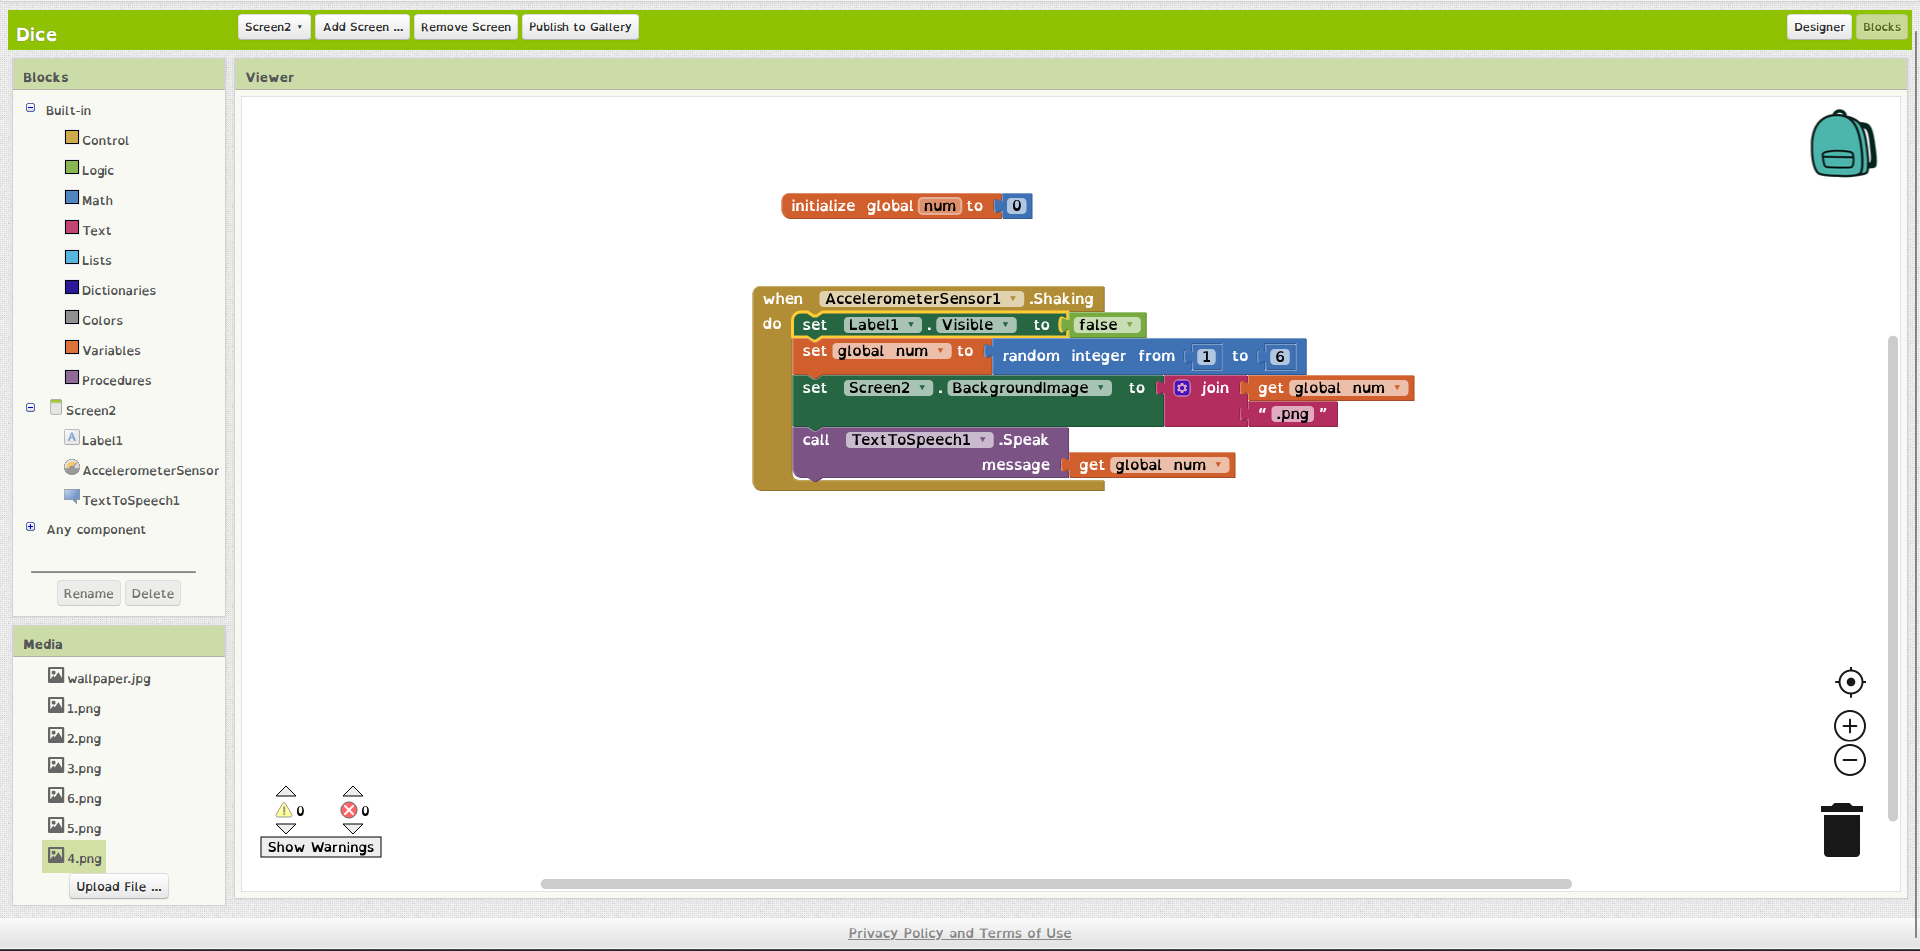 Dice
Screen2 Add Screen ... Remove Screen Publish to Gallery
Designer Blocks
Blocks
Built-in
Control
Logic
Math
Text
Lists
Dictionaries
Colors
Variables
Procedures
Screen2
Label1
AccelerometerSensor
TextToSpeech1
Any component
Rename Delete
Media
wallpaper.jpg
1.png
2.png
3.png
6.png
5.png
4.png
Upload File ...
Viewer
initialize global num to 0
when AccelerometerSensor1 .Shaking
do set Label1 . Visible to false
set global num to random integer from 1 to 6
set Screen2 . BackgroundImage to join get global num
“ .png ”
call TextToSpeech1 .Speak
message get global num
0 0
Show Warnings
Privacy Policy and Terms of Use